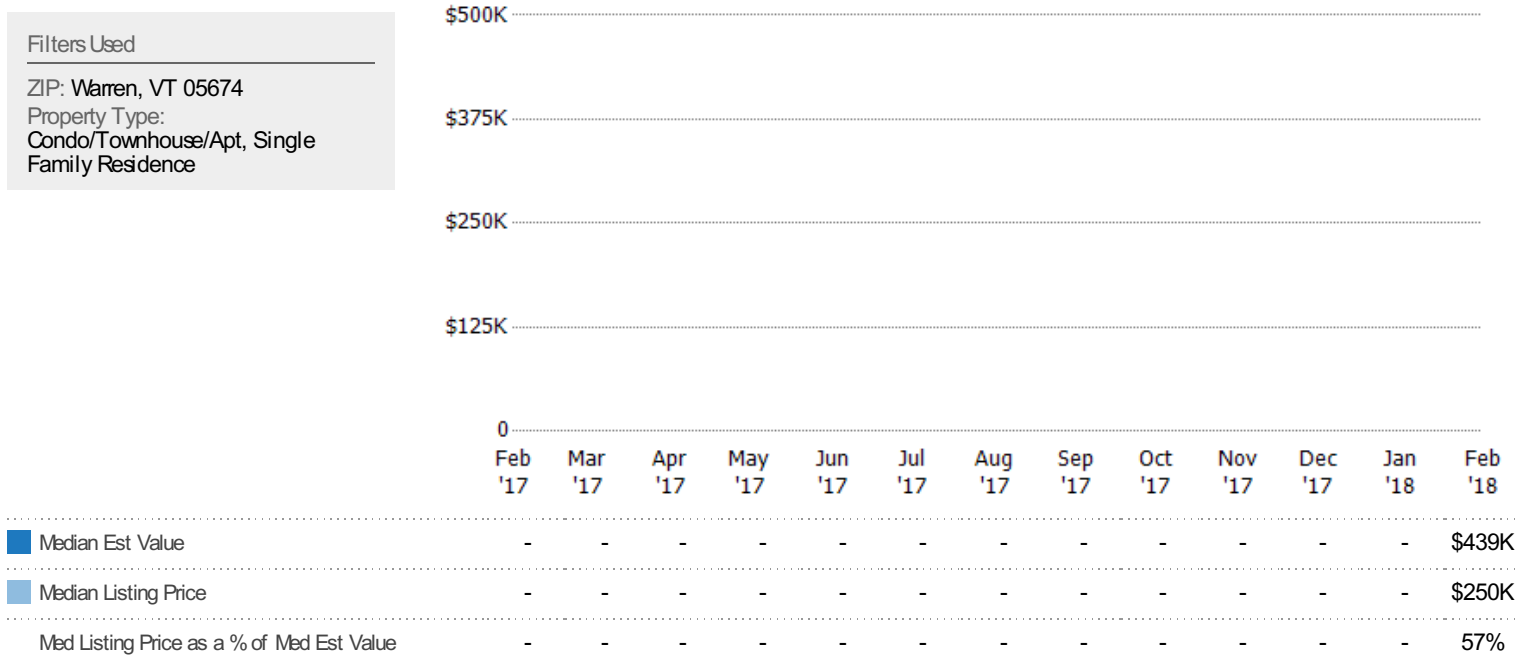 Filters Used
ZIP: Warren, VT 05674
Property Type:
Condo/Townhouse/Apt, Single
Family Residence
$500K
$375K
$250K
$125K
0
Feb Mar Apr May Jun Jul Aug Sep Oct Nov Dec Jan Feb
'17 '17 '17 '17 '17 '17 '17 '17 '17 '17 '17 '18 '18
Median Est Value - - - - - - - - - - - - $439K
Median Listing Price - - - - - - - - - - - - $250K
Med Listing Price as a % of Med Est Value - - - - - - - - - - - - 57%